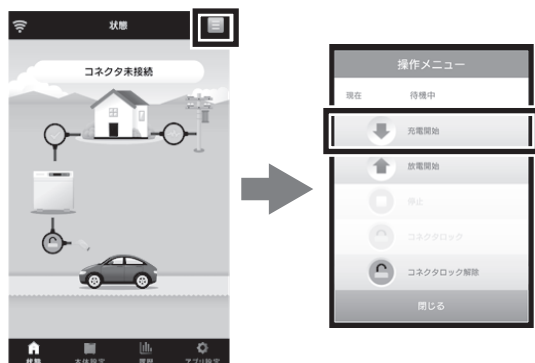 状態
コネクタ未接続
状態
本体設定
履歴
アプリ設定
操作メニュー
現在 待機中
充電開始
放電開始
停止
コネクタロック
コネクタロック解除
閉じる